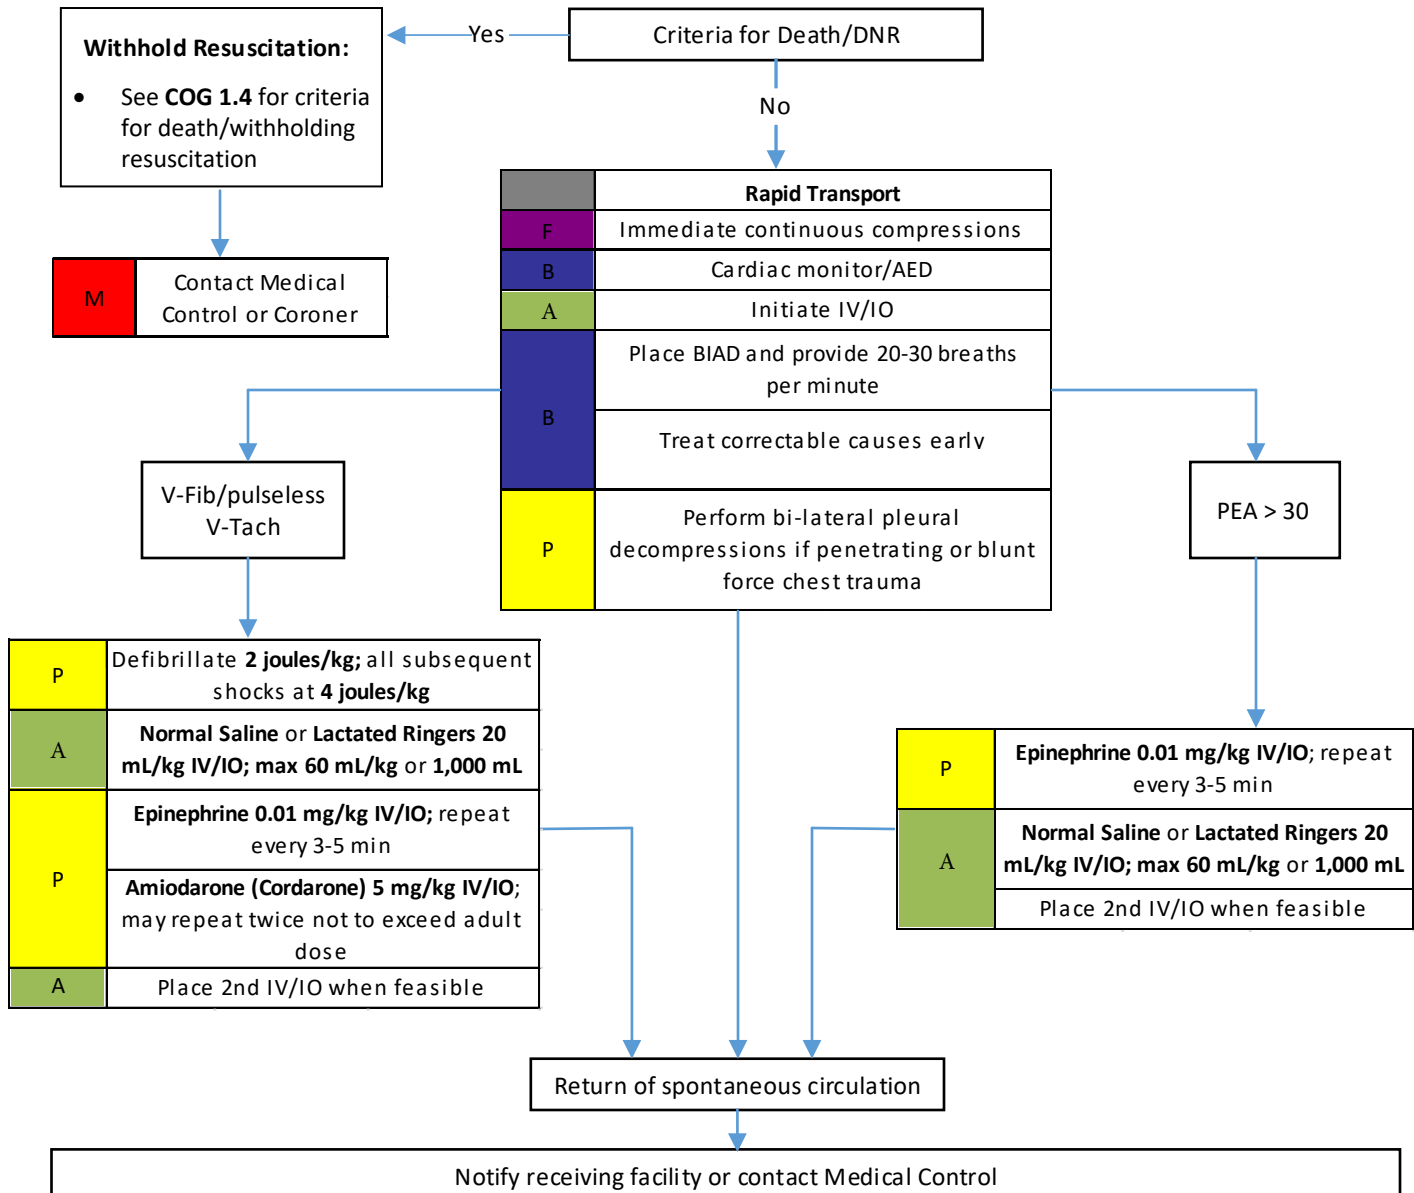 Criteria for Death/DNR
Yes
No
Withhold Resuscitation:
• See COG 1.4 for criteria
for death/withholding
resuscitation
M
Contact Medical
Control or Coroner
Rapid Transport
F
Immediate continuous compressions
B
Cardiac monitor/AED
A
Initiate IV/IO
B
Place BIAD and provide 20-30 breaths
per minute
Treat correctable causes early
P
Perform bi-lateral pleural
decompressions if penetrating or blunt
force chest trauma
V-Fib/pulseless
V-Tach
P
Defibrillate 2 joules/kg; all subsequent
shocks at 4 joules/kg
A
Normal Saline or Lactated Ringers 20
mL/kg IV/IO; max 60 mL/kg or 1,000 mL
P
Epinephrine 0.01 mg/kg IV/IO; repeat
every 3-5 min
Amiodarone (Cordarone) 5 mg/kg IV/IO;
may repeat twice not to exceed adult
dose
A
Place 2nd IV/IO when feasible
PEA > 30
P
Epinephrine 0.01 mg/kg IV/IO; repeat
every 3-5 min
A
Normal Saline or Lactated Ringers 20
mL/kg IV/IO; max 60 mL/kg or 1,000 mL
Place 2nd IV/IO when feasible
Return of spontaneous circulation
Notify receiving facility or contact Medical Control